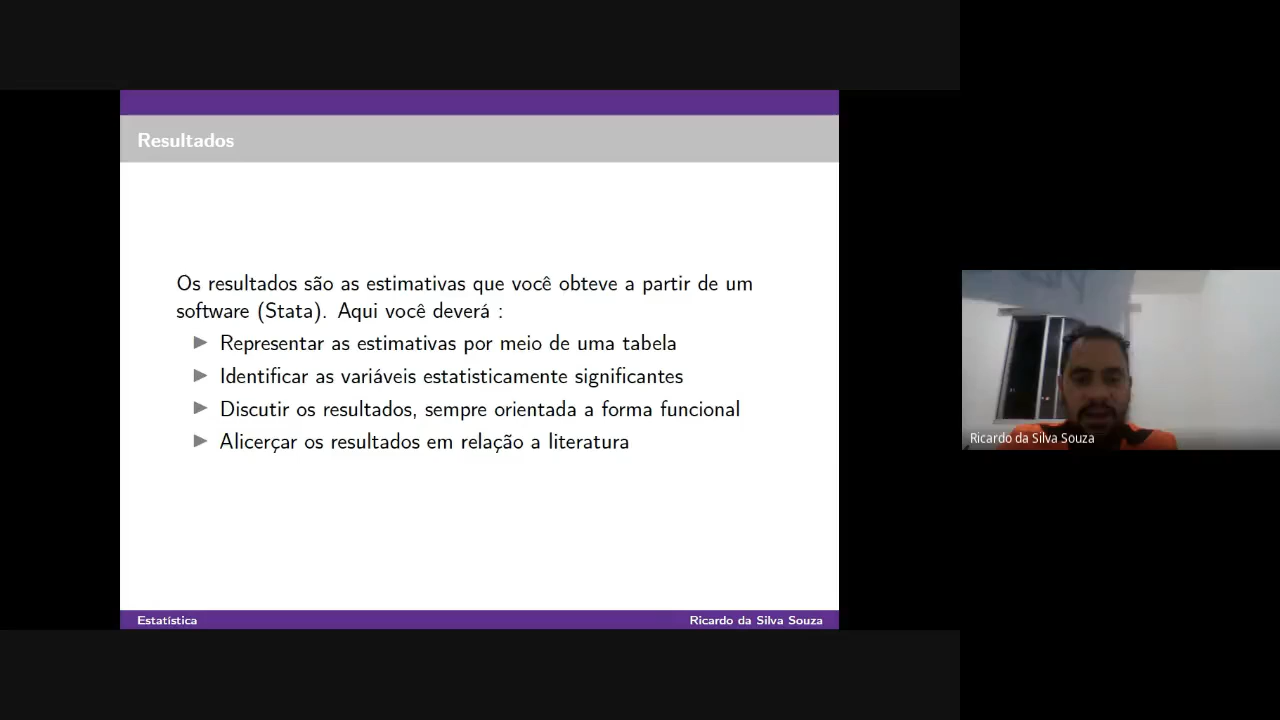 Resultados
Os resultados são as estimativas que você obteve a partir de um
software (Stata). Aqui você deverá :
Representar as estimativas por meio de uma tabela
Identificar as variáveis estatisticamente significantes
Discutir os resultados, sempre orientada a forma funcional
Alicerçar os resultados em relação a literatura
Estatística
Ricardo da Silva Souza
Ricardo da Silva Souza